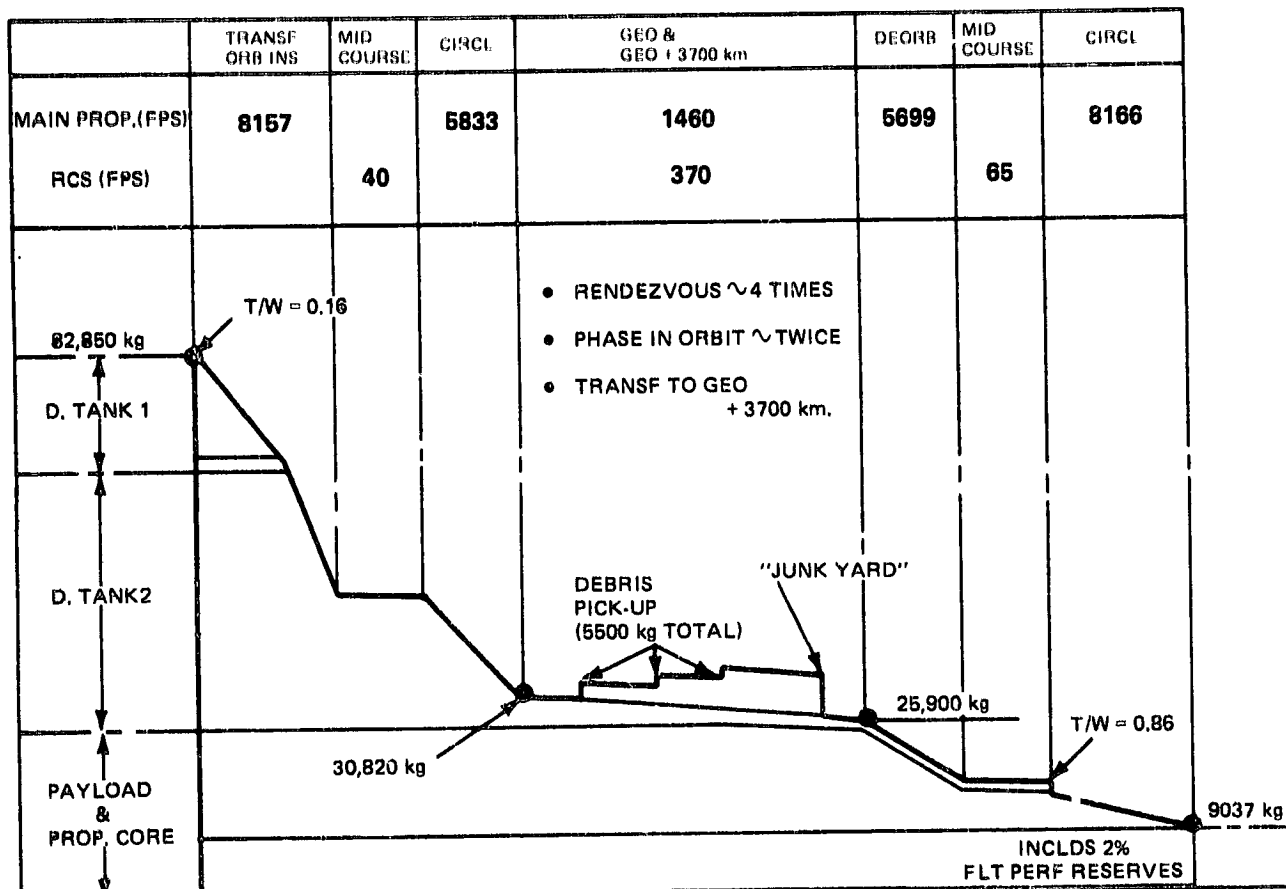 TRANSF ORB INS
MID COURSE
CIRCL
GEO & GEO + 3700 km
DEORB
MID COURSE
CIRCL
MAIN PROP.(FPS) 8157 5833 1460 5699 8166
RCS (FPS) 40 370 65
● RENDEZVOUS ~4 TIMES
● PHASE IN ORBIT ~ TWICE
● TRANSF TO GEO
+ 3700 km.
T/W = 0.16
82,850 kg
D. TANK 1
D. TANK2
"JUNK YARD"
DEBRIS
PICK-UP
(5500 kg TOTAL)
25,900 kg
T/W = 0.86
30,820 kg
PAYLOAD
&
PROP. CORE
9037 kg
INCLDS 2%
FLT PERF RESERVES